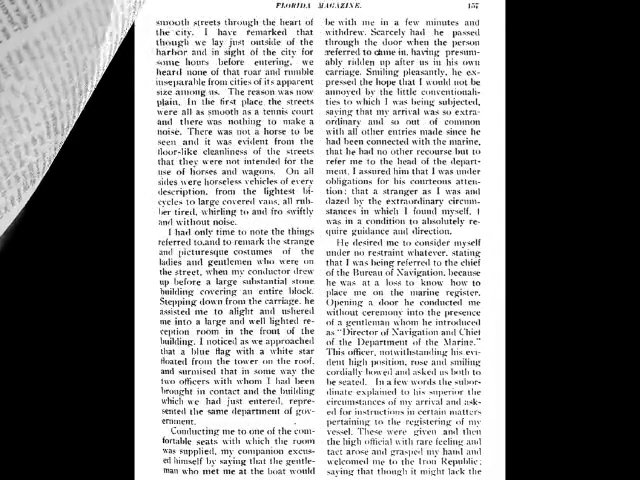 FLORIDA MAGAZINE. 157
smooth streets through the heart of
the city. I have remarked that
though we lay just outside of the
harbor and in sight of the city for
some hours before entering, we
heard none of that roar and rumble
inseparable from cities of its apparent
size among us. The reason was now
plain. In the first place the streets
were all as smooth as a tennis court
and there was nothing to make a
noise. There was not a horse to be
seen and it was evident from the
floor-like cleanliness of the streets
that they were not intended for the
use of horses and wagons. On all
sides were horseless vehicles of every
description, from the lightest bi-
cycles to large covered vans, all rub-
ber tired, whirling to and fro swiftly
and without noise.
I had only time to note the things
referred to,and to remark the strange
and picturesque costumes of the
ladies and gentlemen who were on
the street, when my conductor drew
up before a large substantial stone
building covering an entire block.
Stepping down from the carriage, he
assisted me to alight and ushered
me into a large and well lighted re-
ception room in the front of the
building. I noticed as we approached
that a blue flag with a white star
floated from the tower on the roof,
and surmised that in some way the
two officers with whom I had been
brought in contact and the building
which we had just entered, repre-
sented the same department of gov-
ernment.
Conducting me to one of the com-
fortable seats with which the room
was supplied, my companion excus-
ed himself by saying that the gentle-
man who met me at the boat would
be with me in a few minutes and
withdrew. Scarcely had he passed
through the door when the person
referred to came in, having presum-
ably ridden up after us in his own
carriage. Smiling pleasantly, he ex-
pressed the hope that I would not be
annoyed by the little conventionali-
ties to which I was being subjected,
saying that my arrival was so extra-
ordinary and so out of common
with all other entries made since he
had been connected with the marine,
that he had no other recourse but to
refer me to the head of the depart-
ment. I assured him that I was under
obligations for his courteous atten-
tion; that a stranger as I was and
dazed by the extraordinary circum-
stances in which I found myself, I
was in a condition to absolutely re-
quire guidance and direction.
He desired me to consider myself
under no restraint whatever, stating
that I was being referred to the chief
of the Bureau of Navigation, because
he was at a loss to know how to
place me on the marine register.
Opening a door he conducted me
without ceremony into the presence
of a gentleman whom he introduced
as "Director of Navigation and Chief
of the Department of the Marine."
This officer, notwithstanding his evi-
dent high position, rose and smiling
cordially bowed and asked us both to
be seated. In a few words the subor-
dinate explained to his superior the
circumstances of my arrival and ask-
ed for instructions in certain matters
pertaining to the registering of my
vessel. These were given and then
the high official with rare feeling and
tact arose and grasped my hand and
welcomed me to the Iron Republic;
saying that though it might lack the